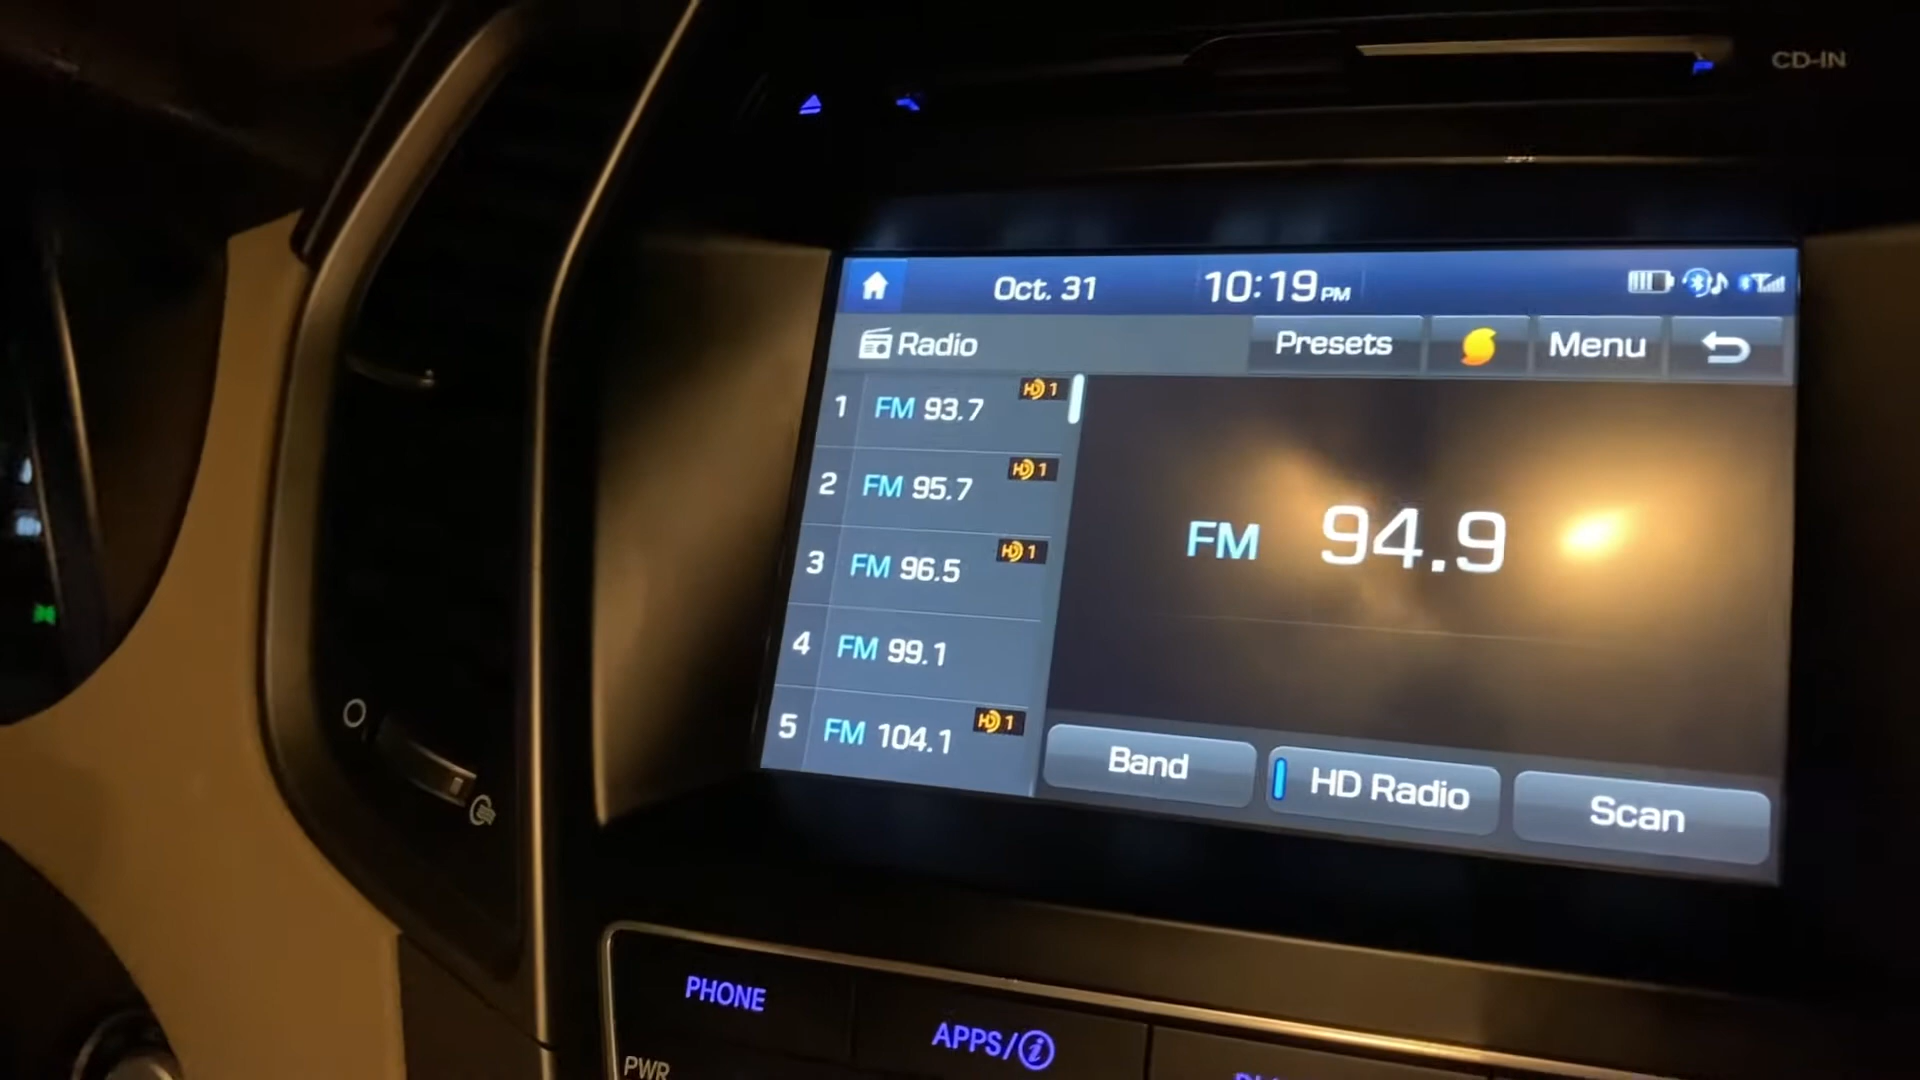 CD-IN
Oct. 31 10:19 PM
Radio Presets Menu
1 FM 93.7 HD 1
2 FM 95.7 HD 1
3 FM 96.5 HD 1
4 FM 99.1
5 FM 104.1 HD 1
FM 94.9
Band HD Radio Scan
PHONE
APPS/i
PWR